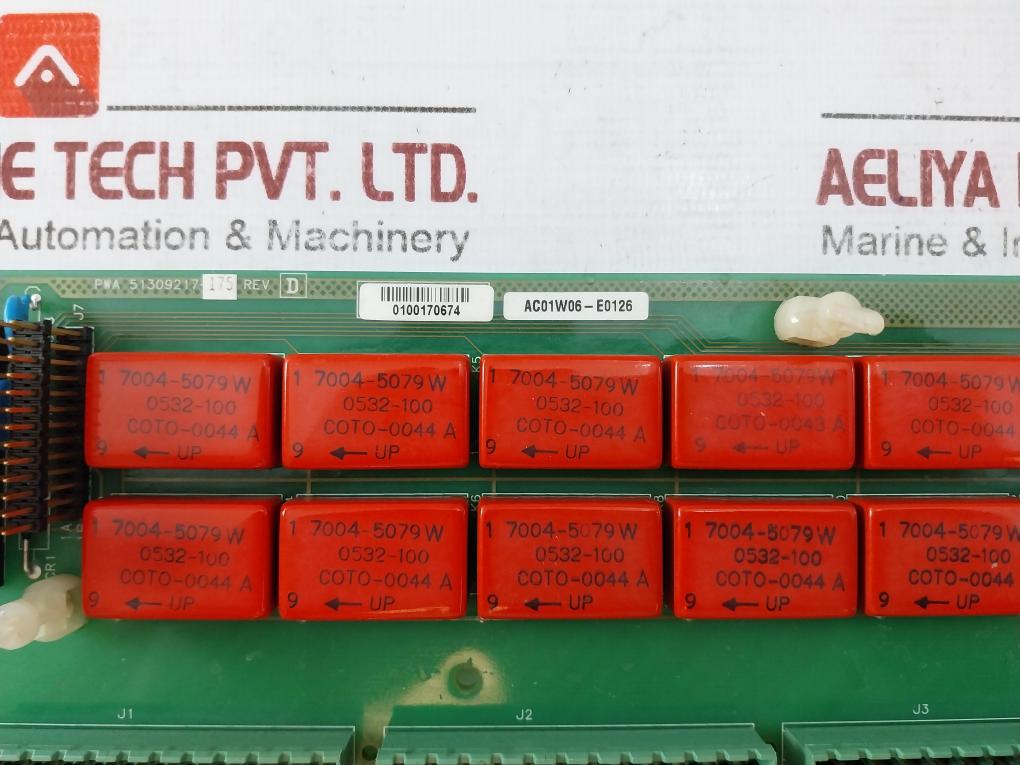 E TECH PVT. LTD.
Automation & Machinery
AELIYA
Marine & In
PWA 51309217-175 REV D
0100170674
AC01W06-E0126
J7
K5
1 7004-5079 W
0532-100
COTO-0044 A
9 ← UP
1 7004-5079 W
0532-100
COTO-0044 A
9 ← UP
1 7004-5079 W
0532-100
COTO-0044 A
9 ← UP
1 7004-5079 W
0532-100
COTO-0043 A
9 ← UP
7004-5079 W
0532-100
COTO-0044
9 ← UP
K6
1 7004-5079 W
0532-100
COTO-0044 A
9 ← UP
1 7004-5079 W
0532-100
COTO-0044 A
9 ← UP
1 7004-5079 W
0532-100
COTO-0044 A
9 ← UP
1 7004-5079 W
0532-100
COTO-0044 A
9 ← UP
1 7004-5079 W
0532-100
COTO-0044
9 ← UP
CR1
J1
J2
J3